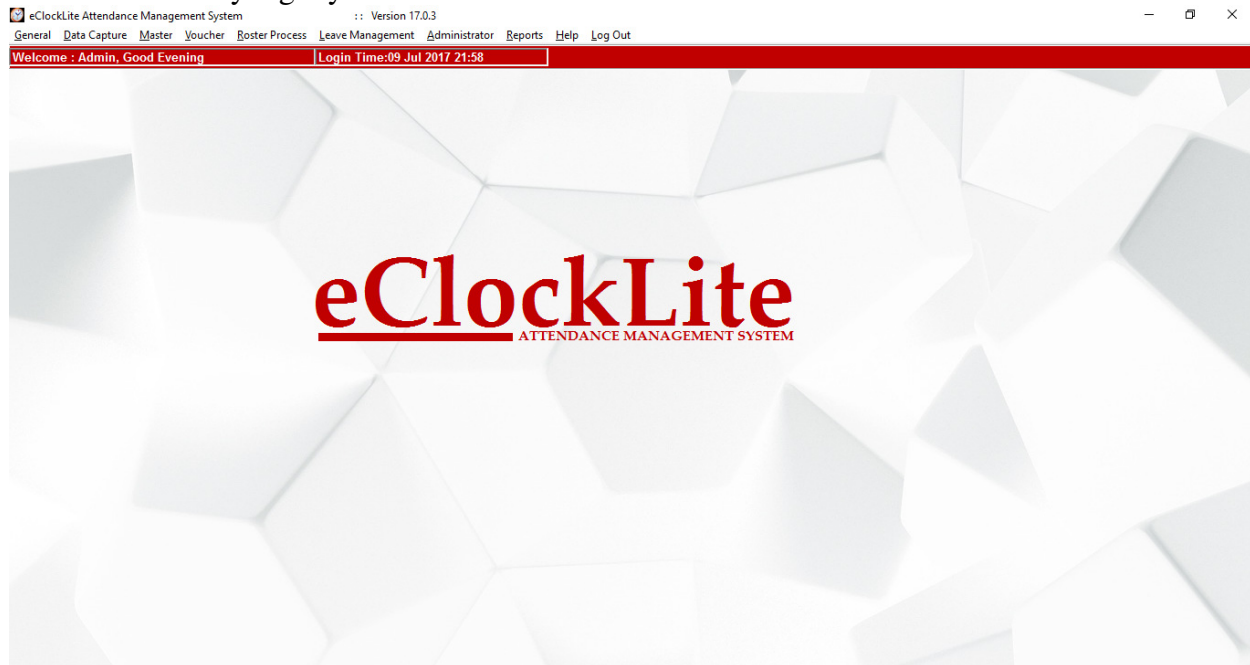 eClockLite Attendance Management System :: Version 17.0.3
General Data Capture Master Voucher Roster Process Leave Management Administrator Reports Help Log Out
Welcome : Admin, Good Evening Login Time:09 Jul 2017 21:58
eClockLite
ATTENDANCE MANAGEMENT SYSTEM